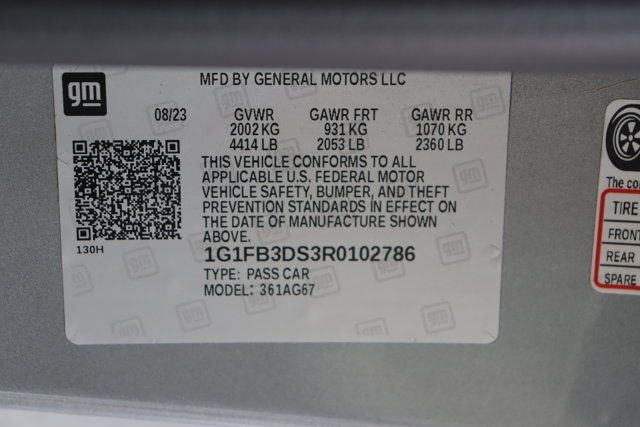 gm
MFD BY GENERAL MOTORS LLC
08/23 GVWR GAWR FRT GAWR RR
2002 KG 931 KG 1070 KG
4414 LB 2053 LB 2360 LB
THIS VEHICLE CONFORMS TO ALL
APPLICABLE U.S. FEDERAL MOTOR
VEHICLE SAFETY, BUMPER, AND THEFT
PREVENTION STANDARDS IN EFFECT ON
THE DATE OF MANUFACTURE SHOWN
ABOVE.
130H
1G1FB3DS3R0102786
TYPE: PASS CAR
MODEL: 361AG67
The
TIRE
FRONT
REAR
SPARE